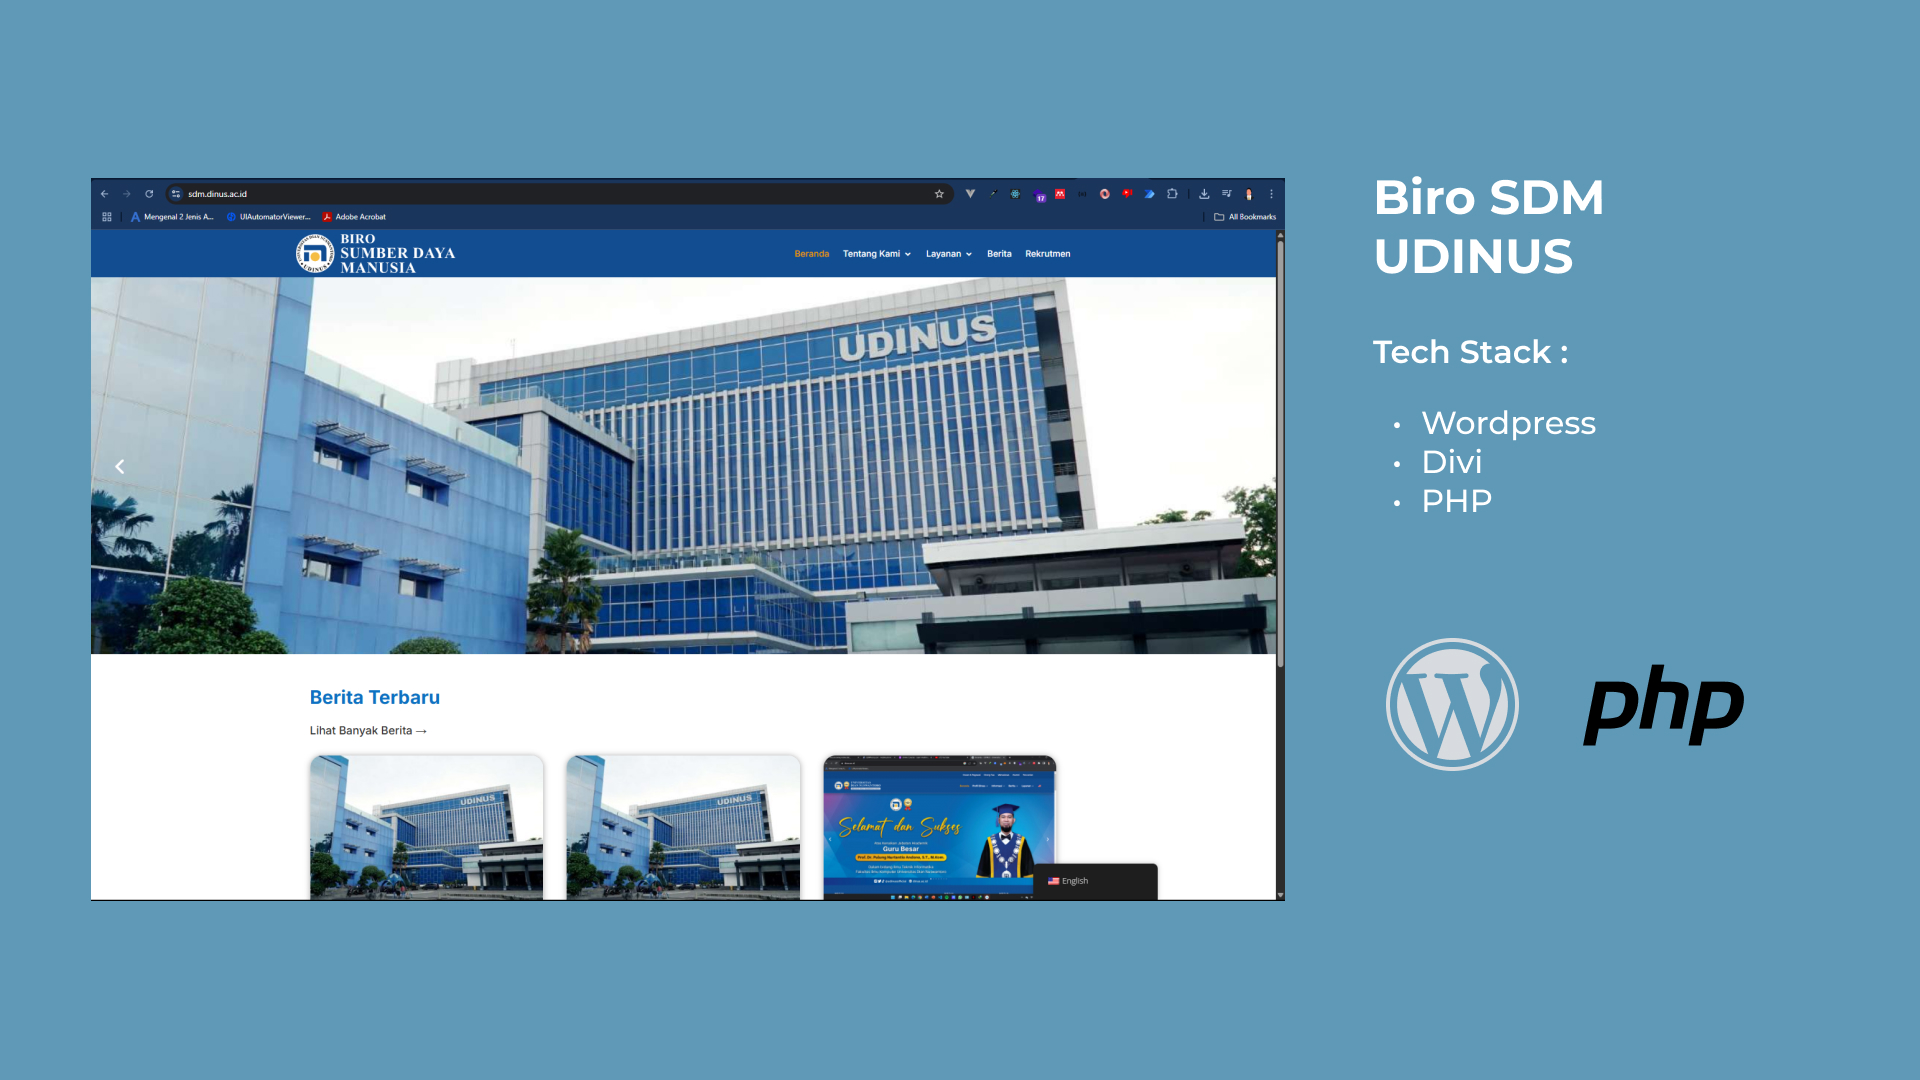 sdm.dinus.ac.id
17
Mengenal 2 Jenis A...
UIAutomatorViewer...
Adobe Acrobat
All Bookmarks
BIRO
SUMBER DAYA
MANUSIA
UDINUS
Beranda
Tentang Kami
Layanan
Berita
Rekrutmen
UDINUS
Berita Terbaru
Lihat Banyak Berita →
UDINUS
UDINUS
Selamat dan Sukses
Guru Besar
English
Biro SDM
UDINUS
Tech Stack :
• Wordpress
• Divi
• PHP
W
php